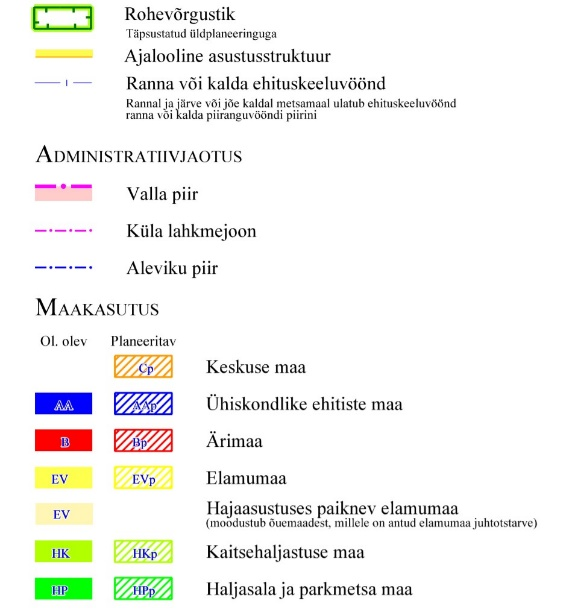 Rohevõrgustik
Täpsustatud üldplaneeringuga
Ajalooline asustusstruktuur
Ranna või kalda ehituskeeluvöönd
Rannal ja järve või jõe kaldal metsamaal ulatub ehituskeeluvöönd
ranna või kalda piiranguvööndi piirini
ADMINISTRATIIVJAOTUS
Valla piir
Küla lahkmejoon
Aleviku piir
MAAKASUTUS
Ol. olev Planeeritav
Cp Keskuse maa
AA AAp Ühiskondlike ehitiste maa
B Bp Ärimaa
EV EVp Elamumaa
EV Hajaasustuses paiknev elamumaa
(moodustub õuemaadest, millele on antud elamumaa juhtotstarve)
HK HKp Kaitsehaljastuse maa
HP HPp Haljasala ja parkmetsa maa